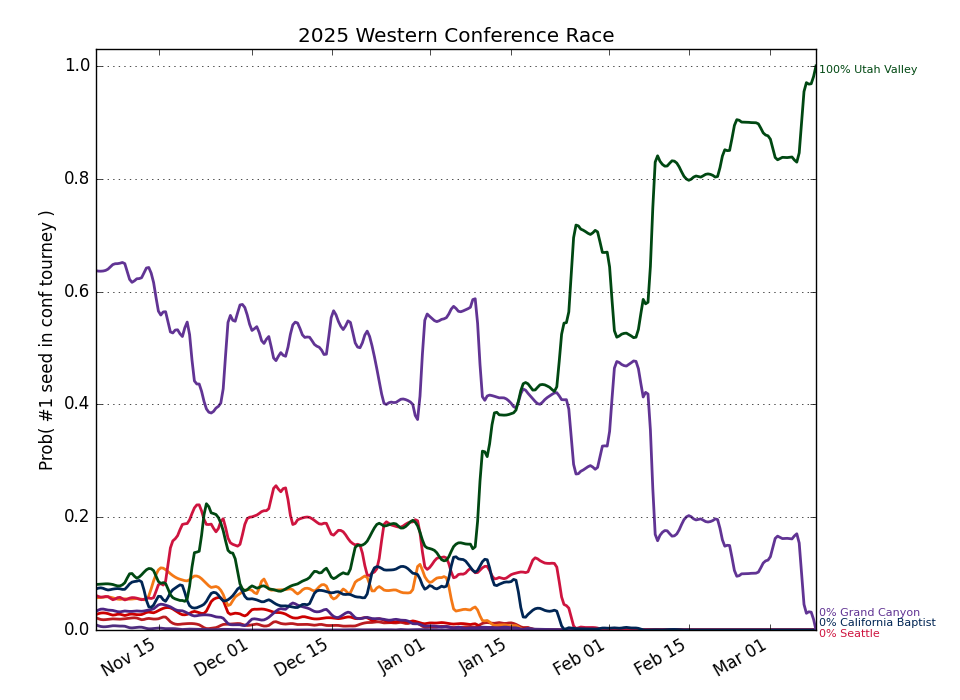 2025 Western Conference Race
1.0
100% Utah Valley
0.8
0.6
Prob( #1 seed in conf tourney )
0.4
0.2
0% Grand Canyon
0% California Baptist
0.0
0% Seattle
Nov 15
Dec 01
Dec 15
Jan 01
Jan 15
Feb 01
Feb 15
Mar 01